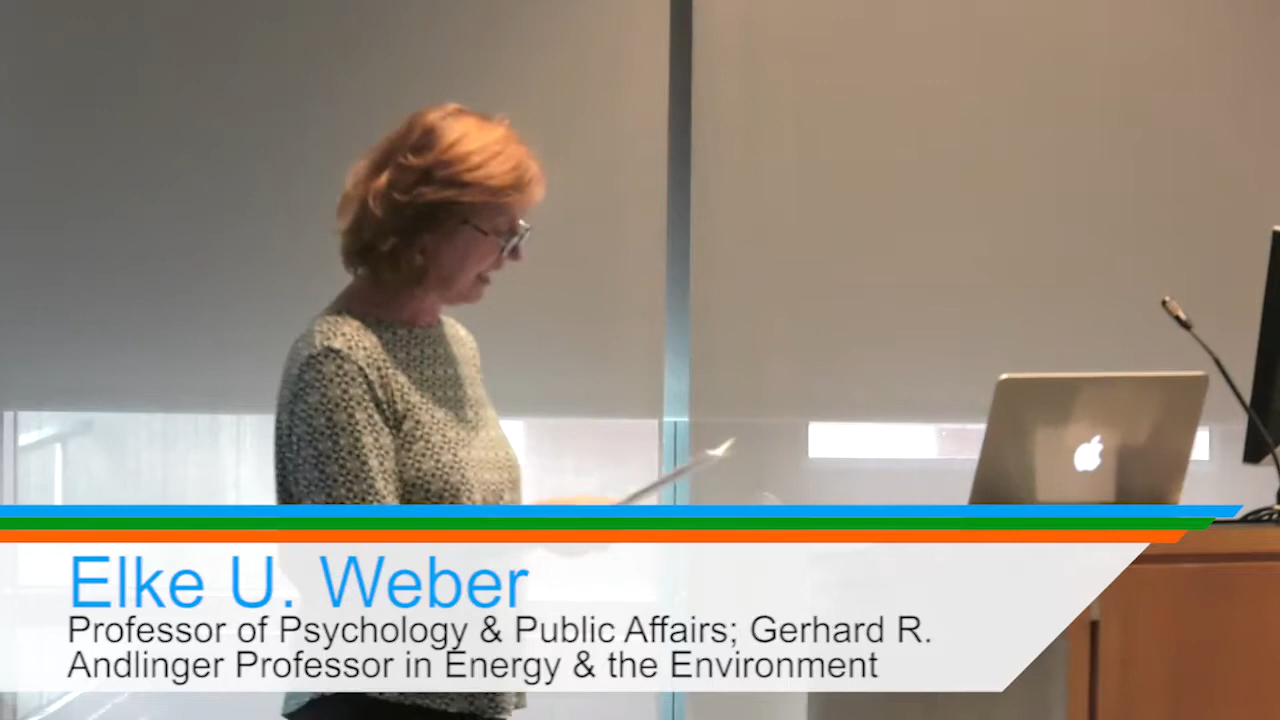 Elke U. Weber
Professor of Psychology & Public Affairs; Gerhard R.
Andlinger Professor in Energy & the Environment